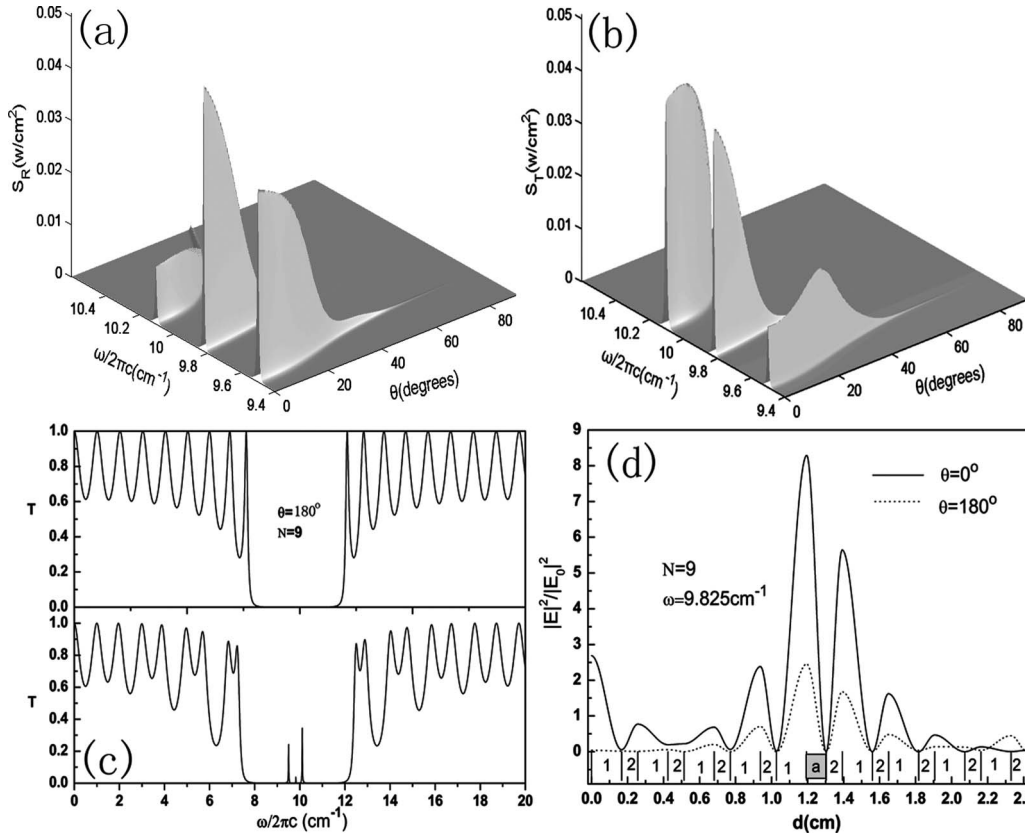 (a)
0.05
0.04
0.03
0.02
0.01
0
S_R(w/cm²)
10.4
10.2
10
9.8
9.6
9.4
ω/2πc(cm⁻¹)
0
20
40
60
80
θ(degrees)
(b)
0.05
0.04
0.03
0.02
0.01
0
S_T(w/cm²)
10.4
10.2
10
9.8
9.6
9.4
ω/2πc(cm⁻¹)
0
20
40
60
80
θ(degrees)
1.0
0.8
0.6
0.4
0.2
0.0
T
θ=180°
N=9
1.0
0.8
0.6
0.4
0.2
0.0
T
(c)
0 2 4 6 8 10 12 14 16 18 20
ω/2πc (cm⁻¹)
(d)
9
8
7
6
5
4
3
2
1
0
|E|²/|E₀|²
θ=0°
θ=180°
N=9
ω=9.825cm⁻¹
1 2 1 2 1 2 1 2 1 a 2 1 2 1 2 1 2 1 2
0.0 0.2 0.4 0.6 0.8 1.0 1.2 1.4 1.6 1.8 2.0 2.2 2.4
d(cm)